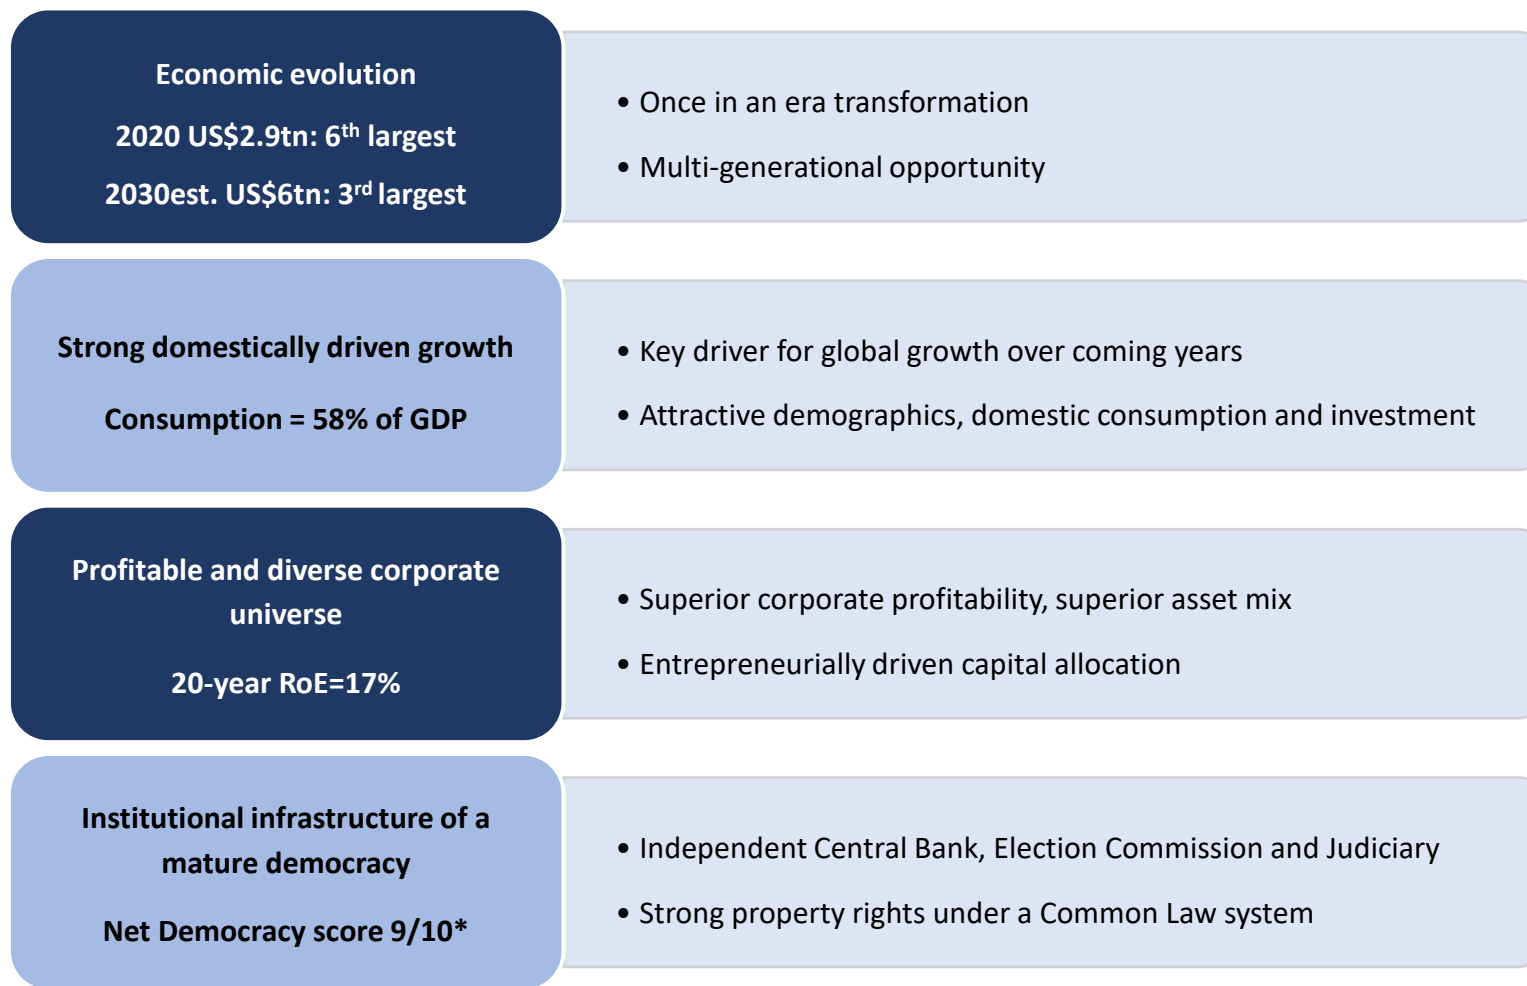 Economic evolution
2020 US$2.9tn: 6th largest
2030est. US$6tn: 3rd largest
• Once in an era transformation
• Multi-generational opportunity
Strong domestically driven growth
Consumption = 58% of GDP
• Key driver for global growth over coming years
• Attractive demographics, domestic consumption and investment
Profitable and diverse corporate
universe
20-year RoE=17%
• Superior corporate profitability, superior asset mix
• Entrepreneurially driven capital allocation
Institutional infrastructure of a
mature democracy
Net Democracy score 9/10*
• Independent Central Bank, Election Commission and Judiciary
• Strong property rights under a Common Law system